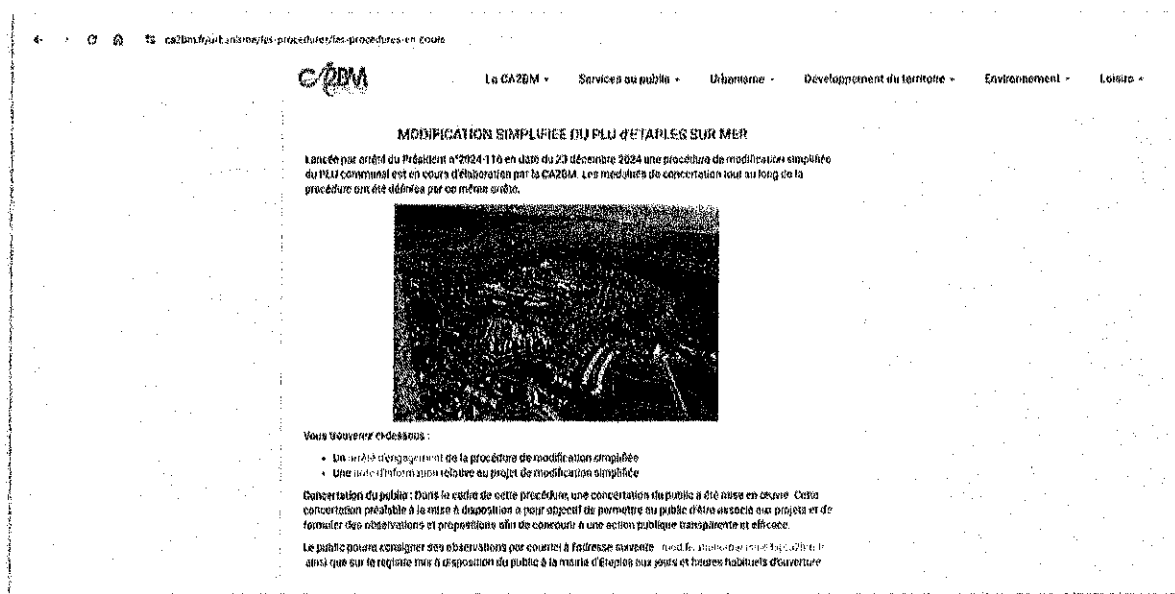 ca2bm.fr/urbanisme/les-procedures/les-procedures-en-cours
CA2BM
La CA2BM Services au public Urbanisme Développement du territoire Environnement Loisirs
MODIFICATION SIMPLIFIEE DU PLU d'ETAPLES SUR MER
Lancée par arrêté du Président n°2024-116 en date du 23 décembre 2024 une procédure de modification simplifiée
du PLU communal est en cours d'élaboration par la CA2BM. Les modalités de concertation tout au long de la
procédure ont été définies par ce même arrêté.
Vous trouverez ci-dessous :
• Un arrêté d'engagement de la procédure de modification simplifiée
• Une note d'information relative au projet de modification simplifiée
Concertation du public : Dans le cadre de cette procédure, une concertation du public a été mise en œuvre. Cette
concertation préalable à la mise à disposition a pour objectif de permettre au public d'être associé aux projets et de
formuler des observations et propositions afin de concourir à une action publique transparente et efficace.
Le public pourra consigner ses observations par courriel à l'adresse suivante :
ainsi que sur le registre mis à disposition du public à la mairie d'Etaples aux jours et heures habituels d'ouverture